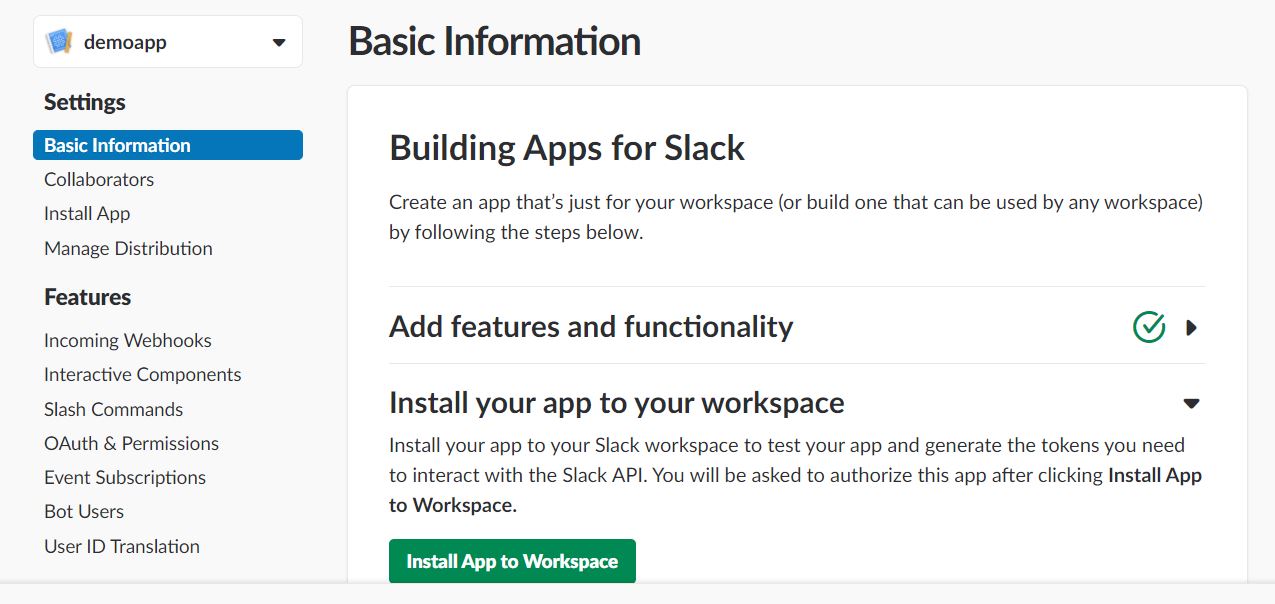 demoapp
Settings
Basic Information
Collaborators
Install App
Manage Distribution
Features
Incoming Webhooks
Interactive Components
Slash Commands
OAuth & Permissions
Event Subscriptions
Bot Users
User ID Translation
Basic Information
Building Apps for Slack
Create an app that’s just for your workspace (or build one that can be used by any workspace)
by following the steps below.
Add features and functionality
Install your app to your workspace
Install your app to your Slack workspace to test your app and generate the tokens you need
to interact with the Slack API. You will be asked to authorize this app after clicking Install App
to Workspace.
Install App to Workspace